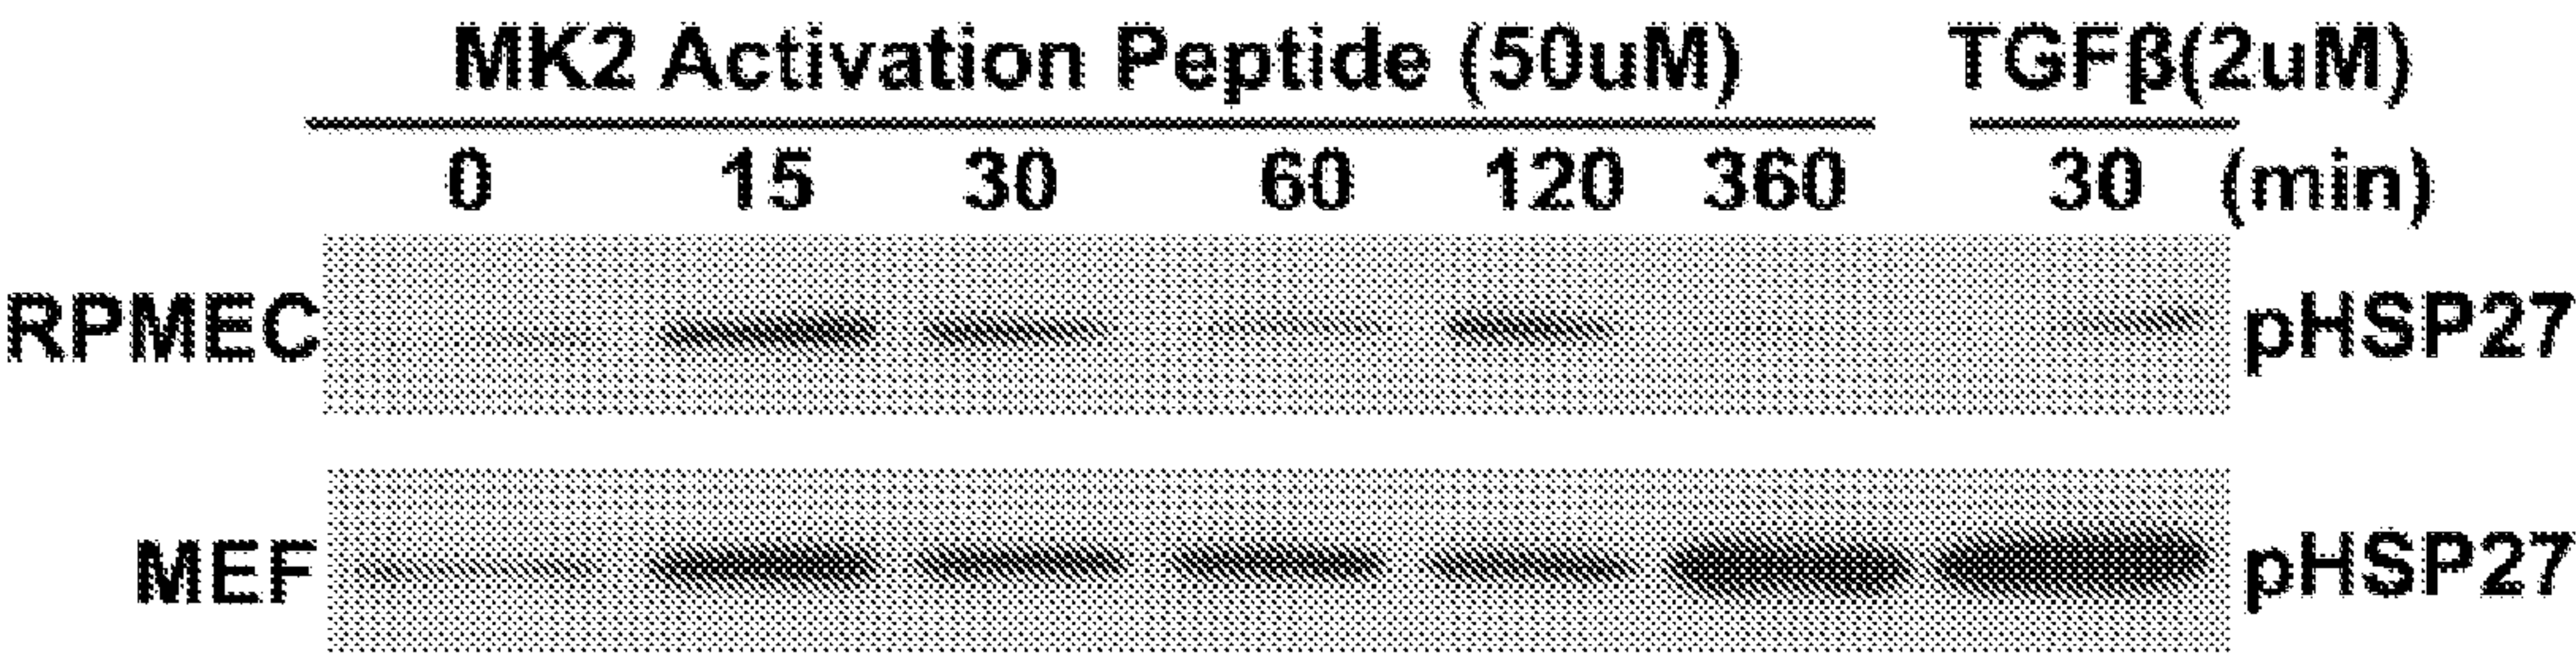 MK2 Activation Peptide (50uM) TGFβ(2uM)
0 15 30 60 120 360 30 (min)
RPMEC pHSP27
MEF pHSP27